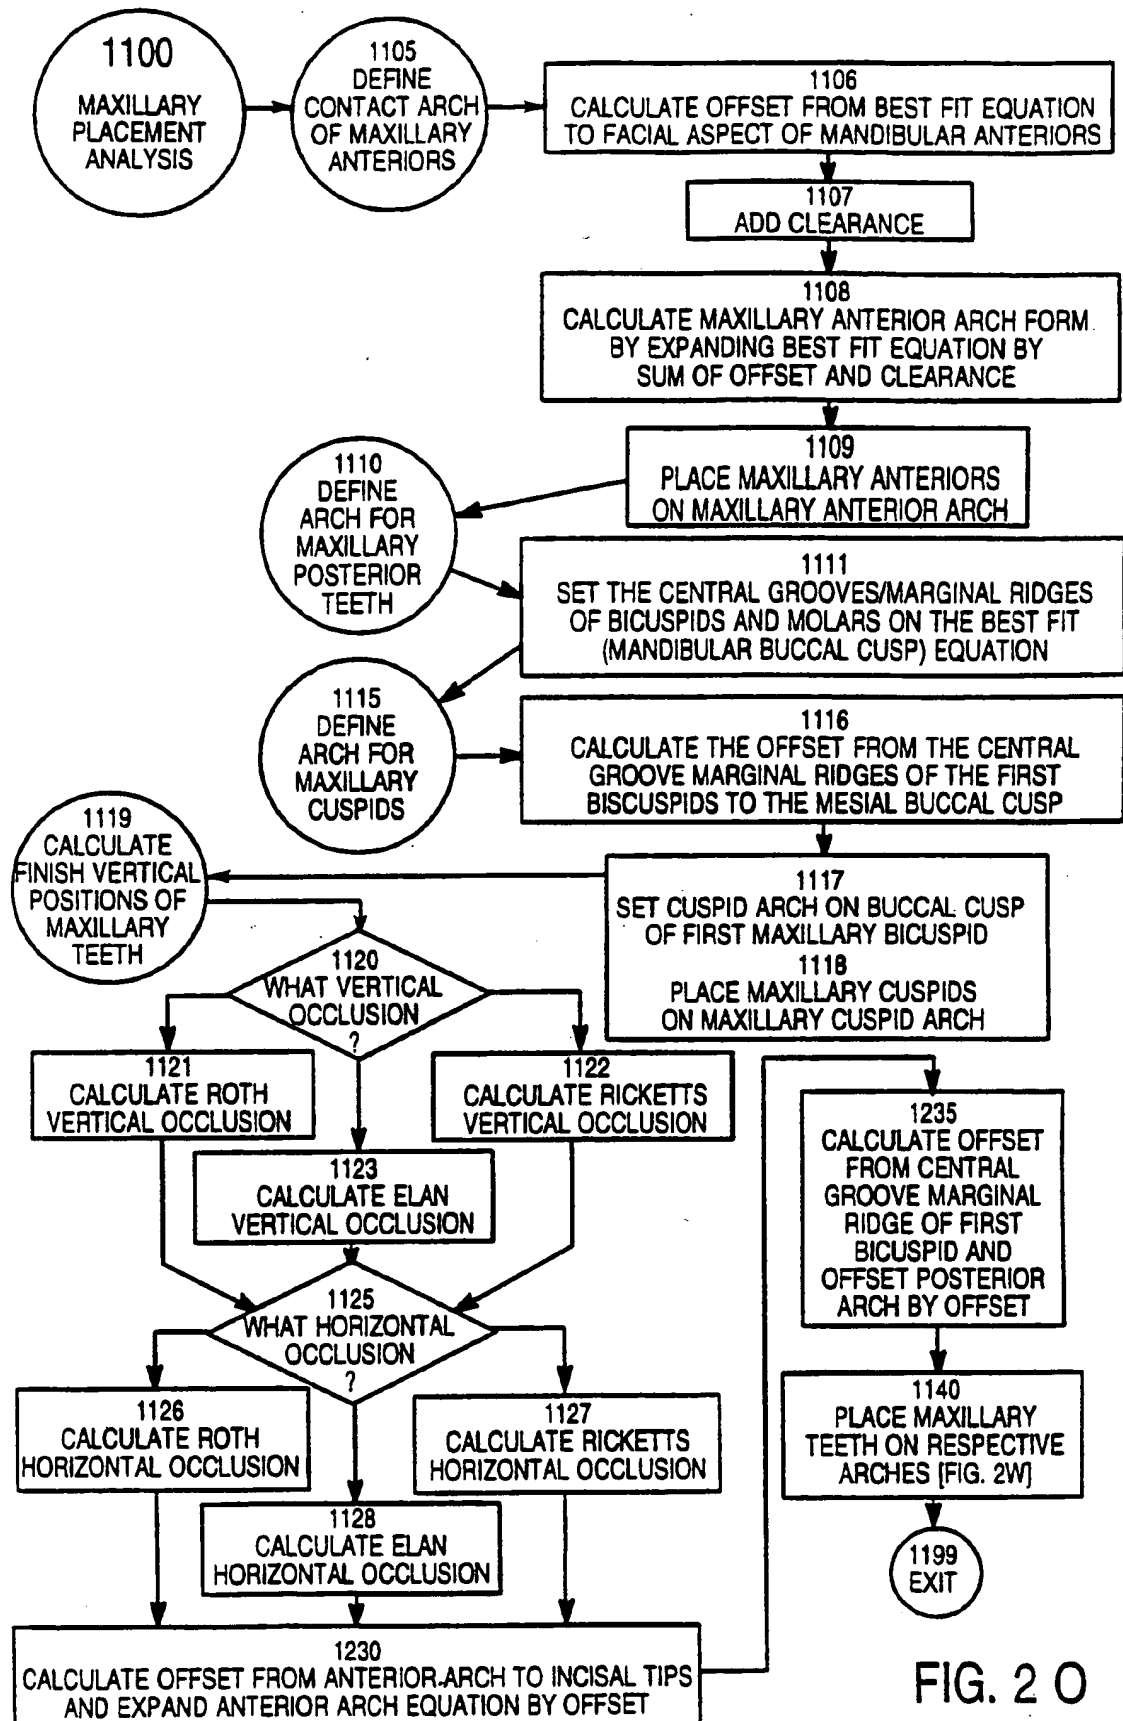 1100
MAXILLARY
PLACEMENT
ANALYSIS
1105
DEFINE
CONTACT ARCH
OF MAXILLARY
ANTERIORS
1106
CALCULATE OFFSET FROM BEST FIT EQUATION
TO FACIAL ASPECT OF MANDIBULAR ANTERIORS
1107
ADD CLEARANCE
1108
CALCULATE MAXILLARY ANTERIOR ARCH FORM
BY EXPANDING BEST FIT EQUATION BY
SUM OF OFFSET AND CLEARANCE
1109
PLACE MAXILLARY ANTERIORS
ON MAXILLARY ANTERIOR ARCH
1110
DEFINE
ARCH FOR
MAXILLARY
POSTERIOR
TEETH
1111
SET THE CENTRAL GROOVES/MARGINAL RIDGES
OF BICUSPIDS AND MOLARS ON THE BEST FIT
(MANDIBULAR BUCCAL CUSP) EQUATION
1115
DEFINE
ARCH FOR
MAXILLARY
CUSPIDS
1116
CALCULATE THE OFFSET FROM THE CENTRAL
GROOVE MARGINAL RIDGES OF THE FIRST
BISCUSPIDS TO THE MESIAL BUCCAL CUSP
1117
SET CUSPID ARCH ON BUCCAL CUSP
OF FIRST MAXILLARY BICUSPID
1118
PLACE MAXILLARY CUSPIDS
ON MAXILLARY CUSPID ARCH
1119
CALCULATE
FINISH VERTICAL
POSITIONS OF
MAXILLARY
TEETH
1120
WHAT VERTICAL
OCCLUSION
?
1121
CALCULATE ROTH
VERTICAL OCCLUSION
1122
CALCULATE RICKETTS
VERTICAL OCCLUSION
1123
CALCULATE ELAN
VERTICAL OCCLUSION
1125
WHAT HORIZONTAL
OCCLUSION
?
1126
CALCULATE ROTH
HORIZONTAL OCCLUSION
1127
CALCULATE RICKETTS
HORIZONTAL OCCLUSION
1128
CALCULATE ELAN
HORIZONTAL OCCLUSION
1230
CALCULATE OFFSET FROM ANTERIOR-ARCH TO INCISAL TIPS
AND EXPAND ANTERIOR ARCH EQUATION BY OFFSET
1235
CALCULATE OFFSET
FROM CENTRAL
GROOVE MARGINAL
RIDGE OF FIRST
BICUSPID AND
OFFSET POSTERIOR
ARCH BY OFFSET
1140
PLACE MAXILLARY
TEETH ON RESPECTIVE
ARCHES [FIG. 2W]
1199
EXIT
FIG. 2 O